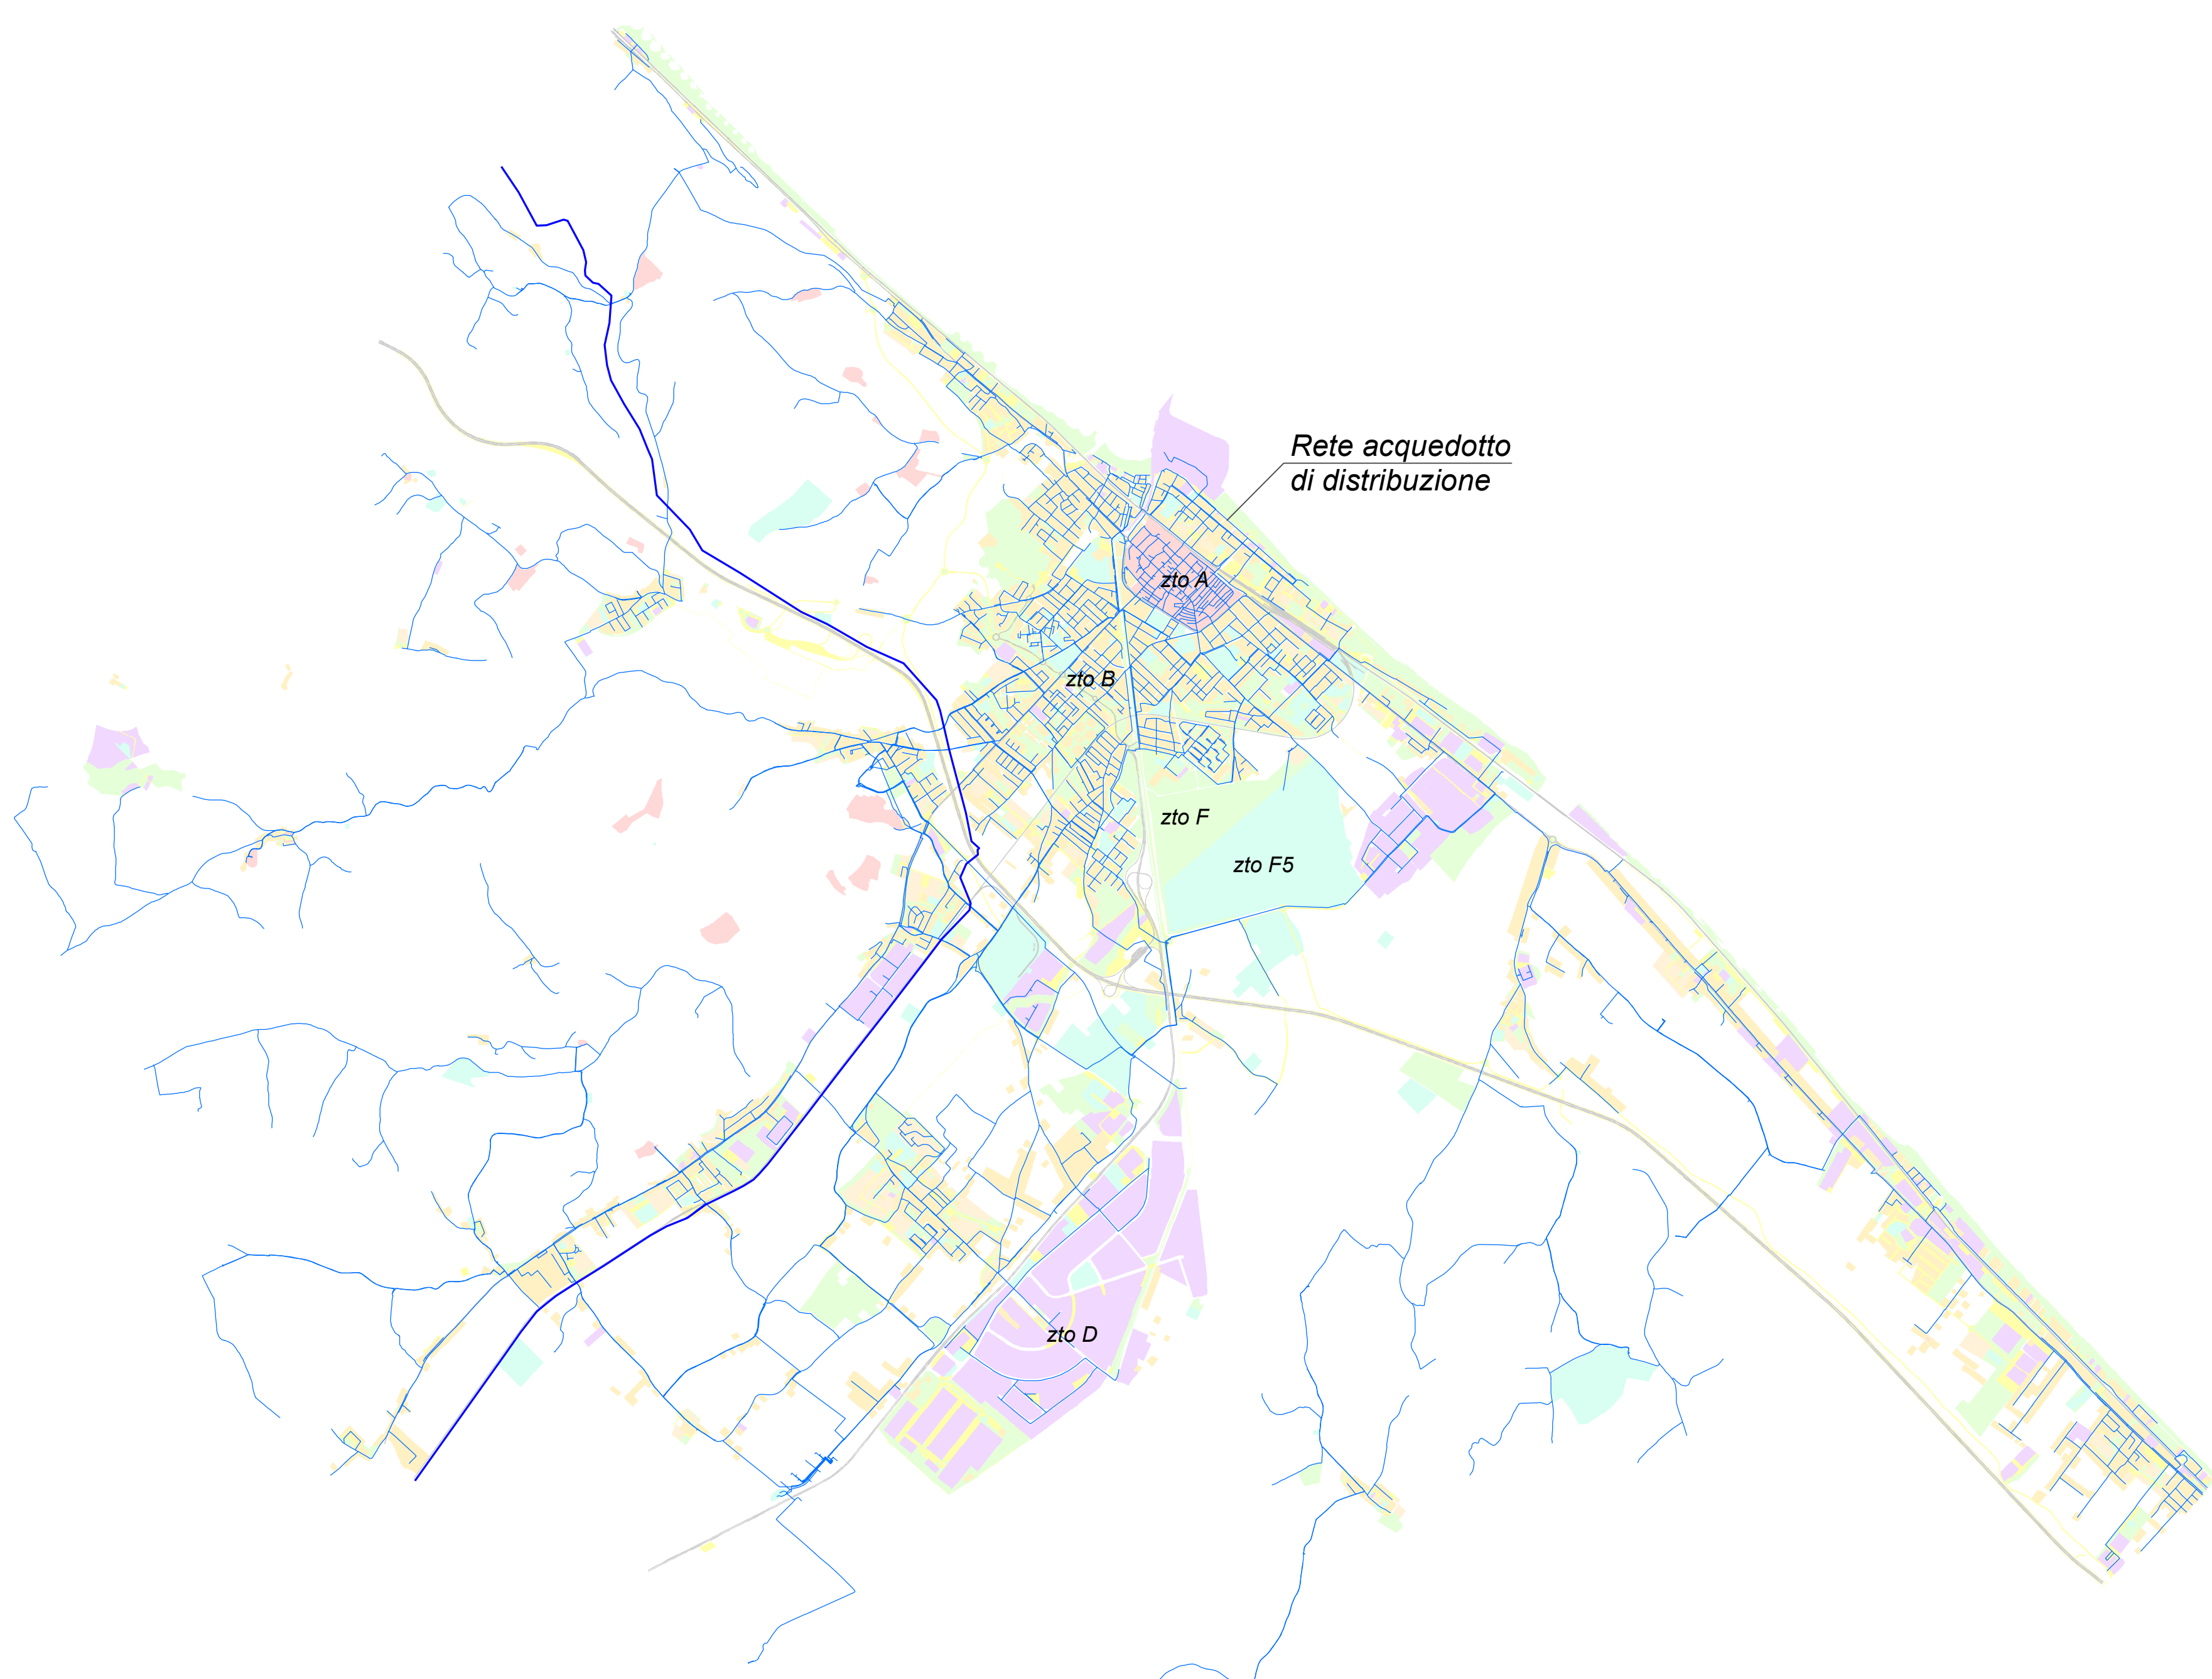 Rete acquedotto
di distribuzione
zto A
zto B
zto F
zto F5
zto D